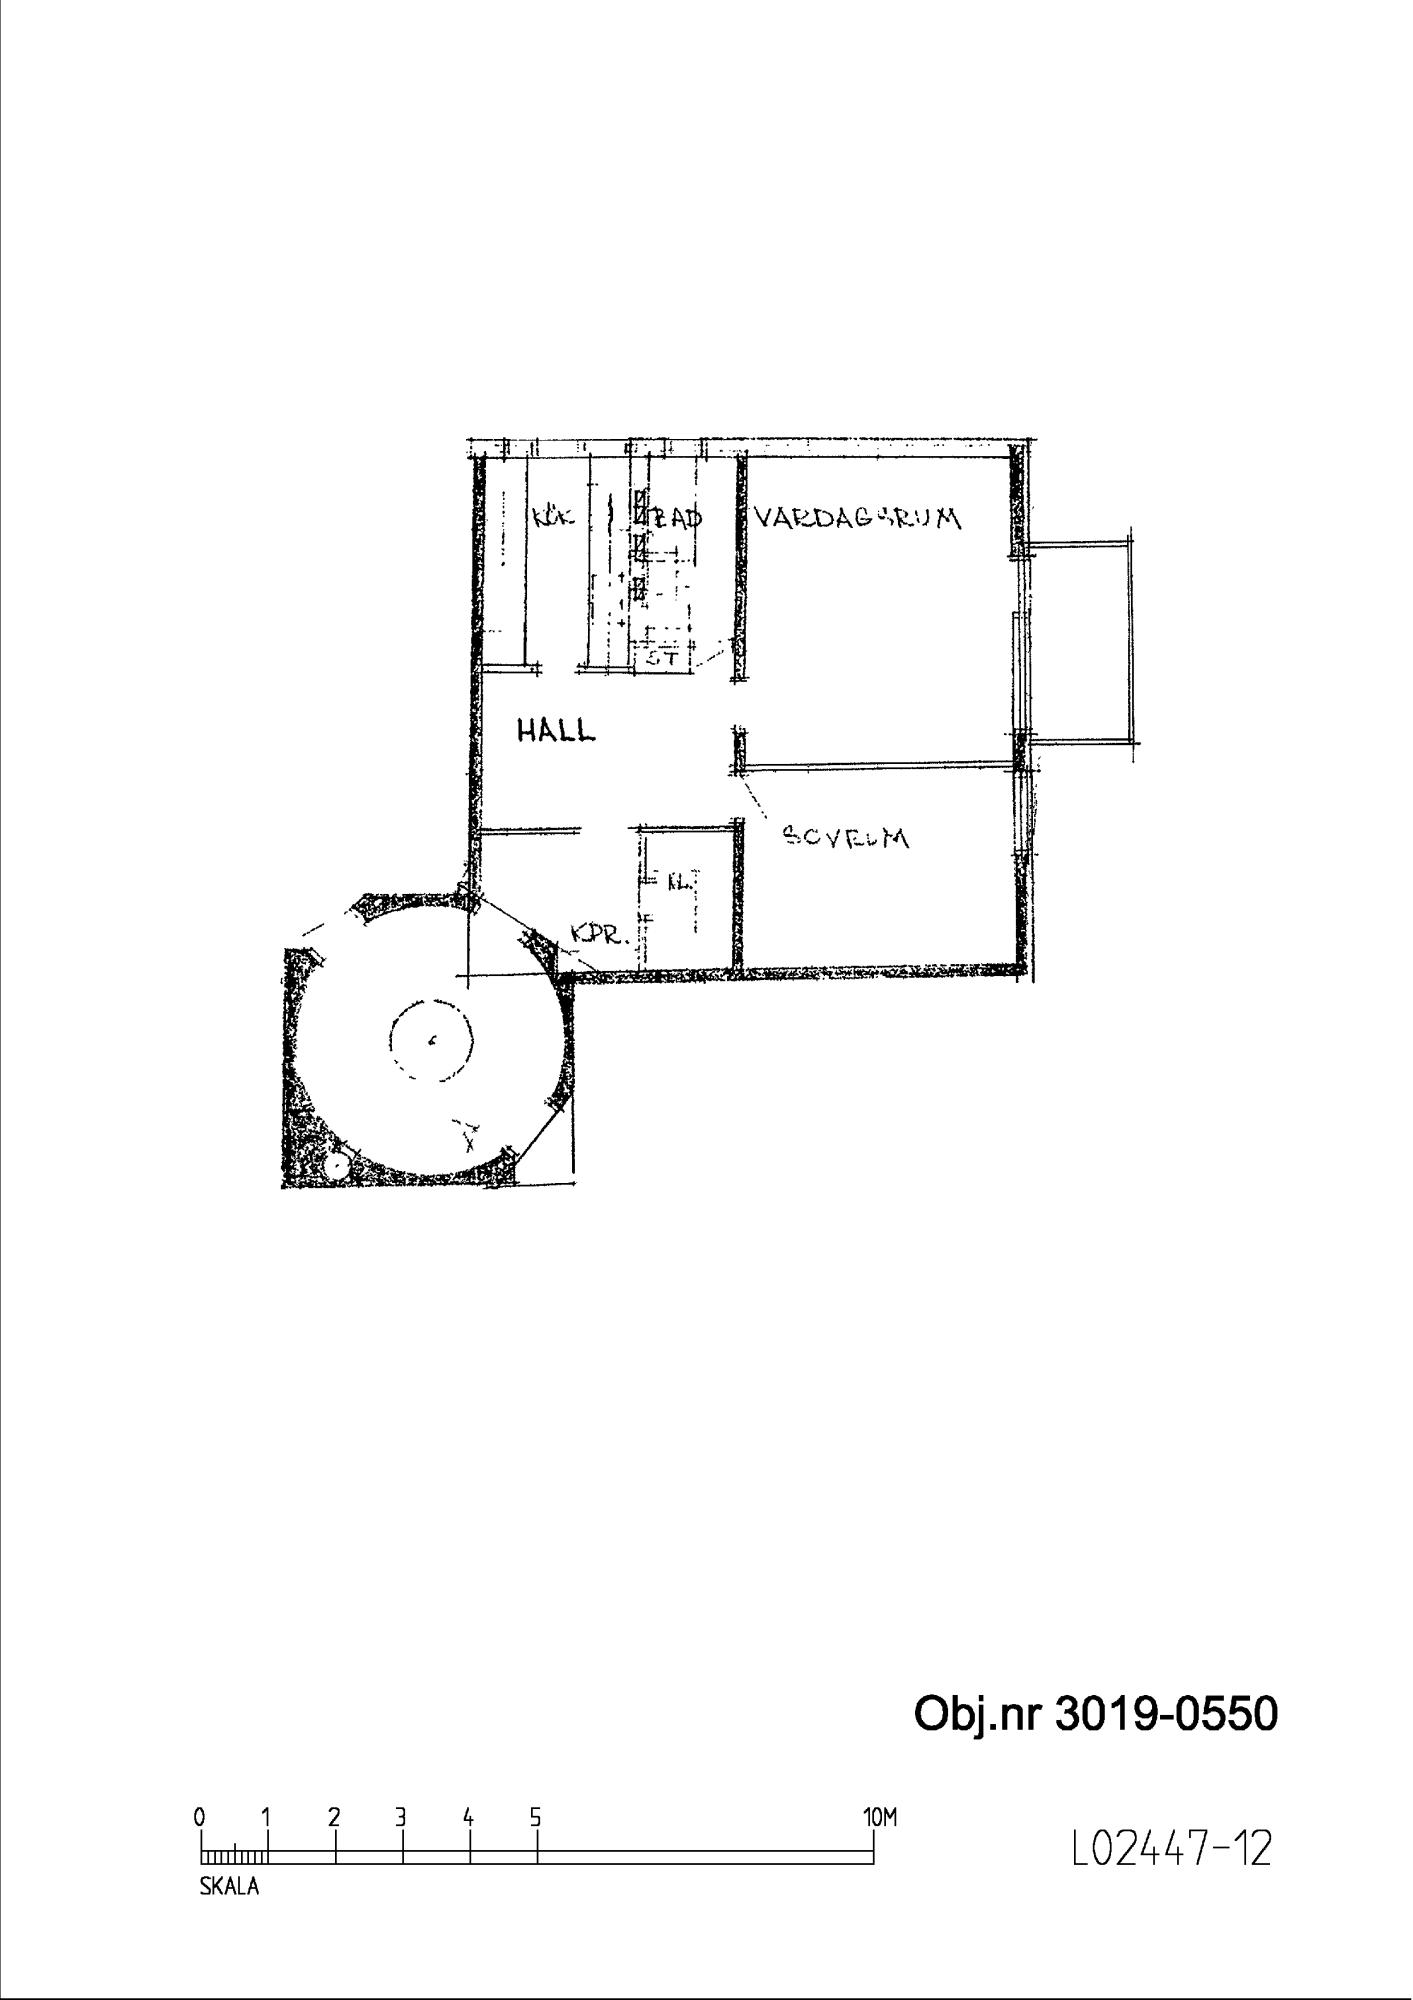 KÖK
BAD
VARDAGSRUM
ST
HALL
SOVRUM
KL.
KPR.
Obj.nr 3019-0550
0 1 2 3 4 5 10M
SKALA
L02447-12